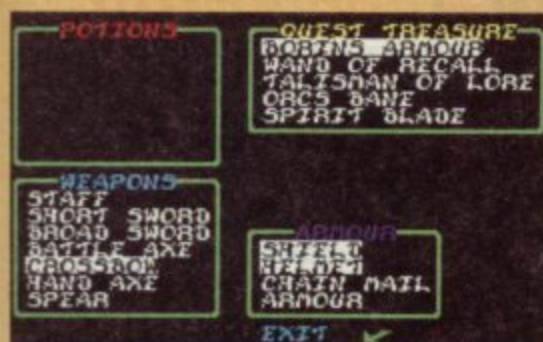 POTIONS
QUEST TREASURE
BORINS ARMOUR
WAND OF RECALL
TALISMAN OF LORE
ORCS BANE
SPIRIT BLADE
WEAPONS
STAFF
SHORT SWORD
BROAD SWORD
BATTLE AXE
CROSSBOW
HAND AXE
SPEAR
ARMOUR
SHIELD
HELMET
CHAIN MAIL
ARMOUR
EXIT